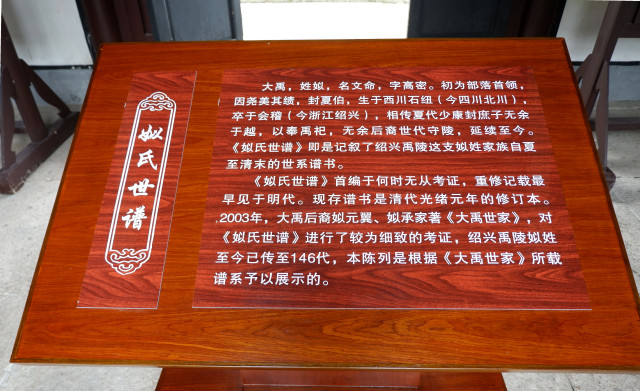 姒氏世谱
大禹，姓姒，名文命，字高密。初为部落首领，
因尧美其绩，封夏伯，生于西川石纽（今四川北川），
卒于会稽（今浙江绍兴），相传夏代少康封庶子无余
于越，以奉禹祀，无余后裔世代守陵，延续至今。
《姒氏世谱》即是记叙了绍兴禹陵这支姒姓家族自夏
至清末的世系谱书。
《姒氏世谱》首编于何时无从考证，重修记载最
早见于明代。现存谱书是清代光绪元年的修订本。
2003年，大禹后裔姒元翼、姒承家著《大禹世家》，对
《姒氏世谱》进行了较为细致的考证，绍兴禹陵姒姓
至今已传至146代，本陈列是根据《大禹世家》所载
谱系予以展示的。